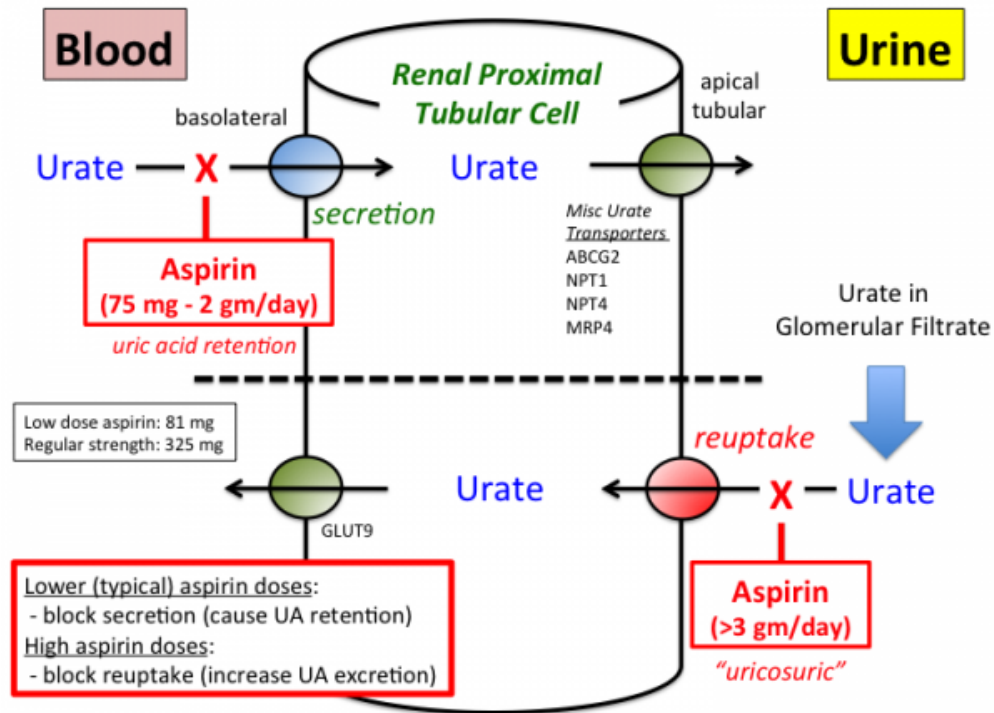 Blood
Urine
Renal Proximal
Tubular Cell
apical
tubular
basolateral
Urate
X
Urate
secretion
Misc Urate
Transporters
ABCG2
NPT1
NPT4
MRP4
Aspirin
(75 mg - 2 gm/day)
uric acid retention
Urate in
Glomerular Filtrate
Low dose aspirin: 81 mg
Regular strength: 325 mg
reuptake
Urate
X
Urate
GLUT9
Lower (typical) aspirin doses:
- block secretion (cause UA retention)
High aspirin doses:
- block reuptake (increase UA excretion)
Aspirin
(>3 gm/day)
"uricosuric"